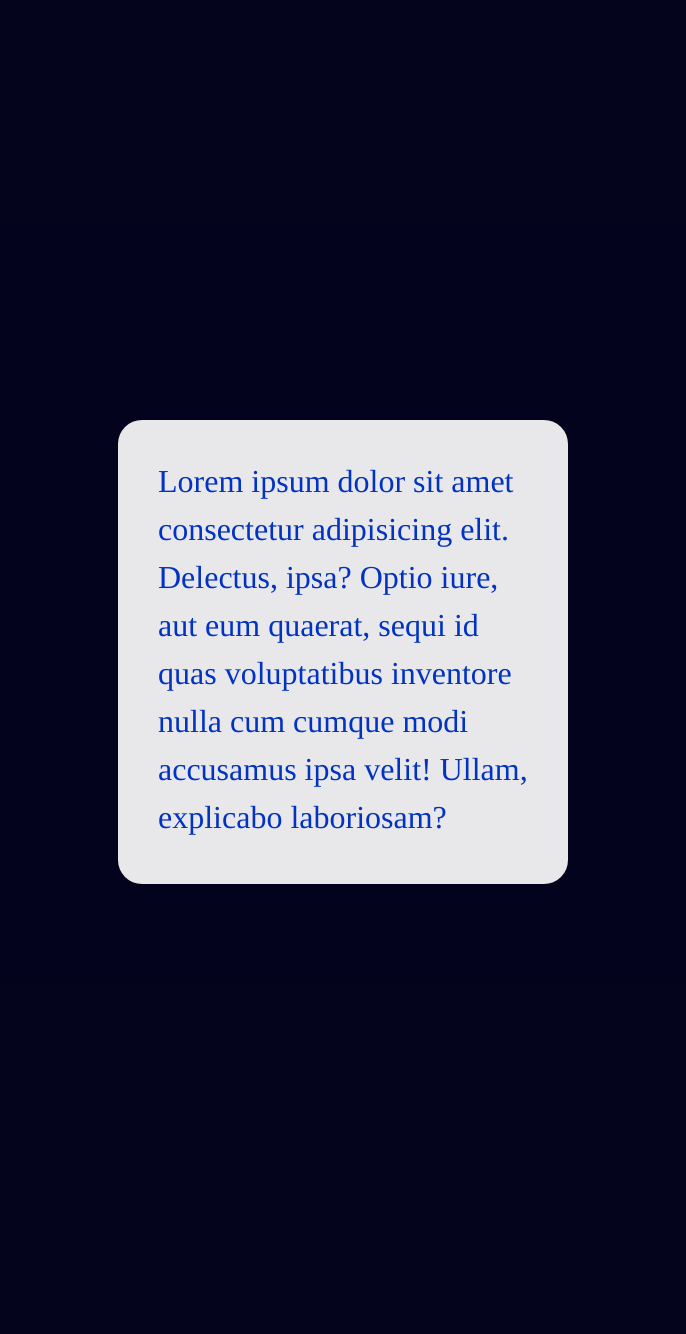 Lorem ipsum dolor sit amet
consectetur adipisicing elit.
Delectus, ipsa? Optio iure,
aut eum quaerat, sequi id
quas voluptatibus inventore
nulla cum cumque modi
accusamus ipsa velit! Ullam,
explicabo laboriosam?